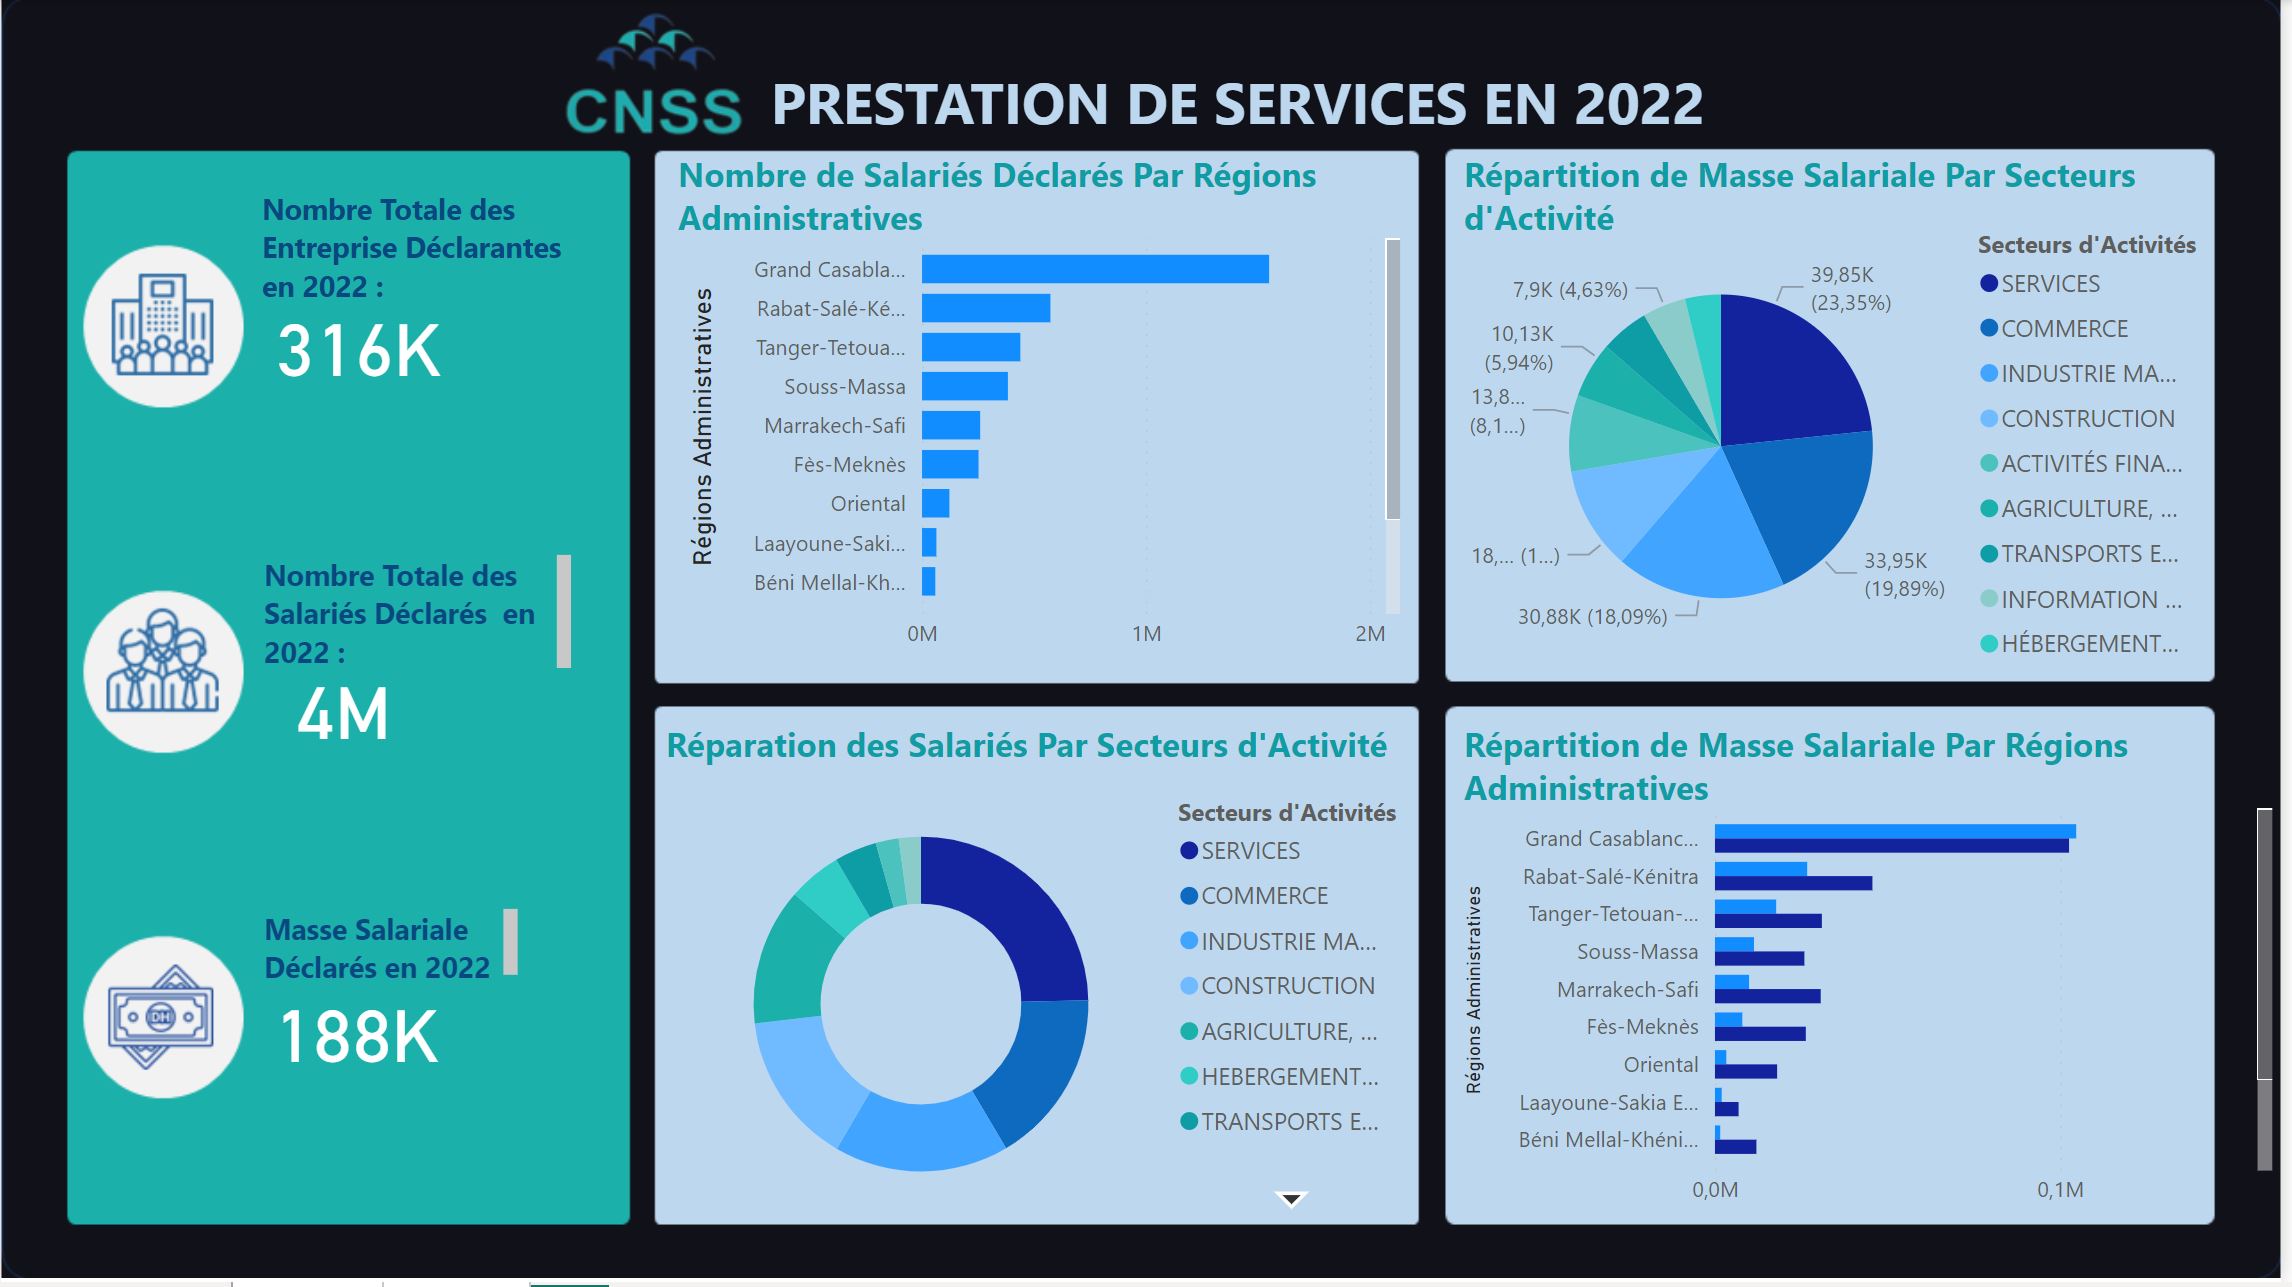 CNSS
PRESTATION DE SERVICES EN 2022
Nombre Totale des
Entreprise Déclarantes
en 2022 :
316K
Nombre Totale des
Salariés Déclarés  en
2022 :
4M
Masse Salariale
Déclarés en 2022
188K
DH
Nombre de Salariés Déclarés Par Régions
Administratives
Régions Administratives
Grand Casabla...
Rabat-Salé-Ké...
Tanger-Tetoua...
Souss-Massa
Marrakech-Safi
Fès-Meknès
Oriental
Laayoune-Saki...
Béni Mellal-Kh...
0M
1M
2M
Répartition de Masse Salariale Par Secteurs
d'Activité
39,85K
(23,35%)
33,95K
(19,89%)
30,88K (18,09%)
18,... (1...)
13,8...
(8,1...)
10,13K
(5,94%)
7,9K (4,63%)
Secteurs d'Activités
SERVICES
COMMERCE
INDUSTRIE MA...
CONSTRUCTION
ACTIVITÉS FINA...
AGRICULTURE, ...
TRANSPORTS E...
INFORMATION ...
HÉBERGEMENT...
Réparation des Salariés Par Secteurs d'Activité
Secteurs d'Activités
SERVICES
COMMERCE
INDUSTRIE MA...
CONSTRUCTION
AGRICULTURE, ...
HEBERGEMENT...
TRANSPORTS E...
Répartition de Masse Salariale Par Régions
Administratives
Régions Administratives
Grand Casablanc...
Rabat-Salé-Kénitra
Tanger-Tetouan-...
Souss-Massa
Marrakech-Safi
Fès-Meknès
Oriental
Laayoune-Sakia E...
Béni Mellal-Khéni...
0,0M
0,1M